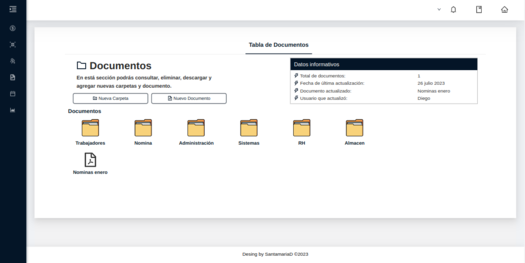 Tabla de Documentos
Documentos
En está sección podrás consultar, eliminar, descargar y
agregar nuevas carpetas y documento.
Nueva Carpeta
Nuevo Documento
Datos informativos
Total de documentos: 1
Fecha de última actualización: 26 julio 2023
Documento actualizado: Nominas enero
Usuario que actualizó: Diego
Documentos
Trabajadores
Nomina
Administración
Sistemas
RH
Almacen
Nominas enero
Desing by SantamariaD ©2023